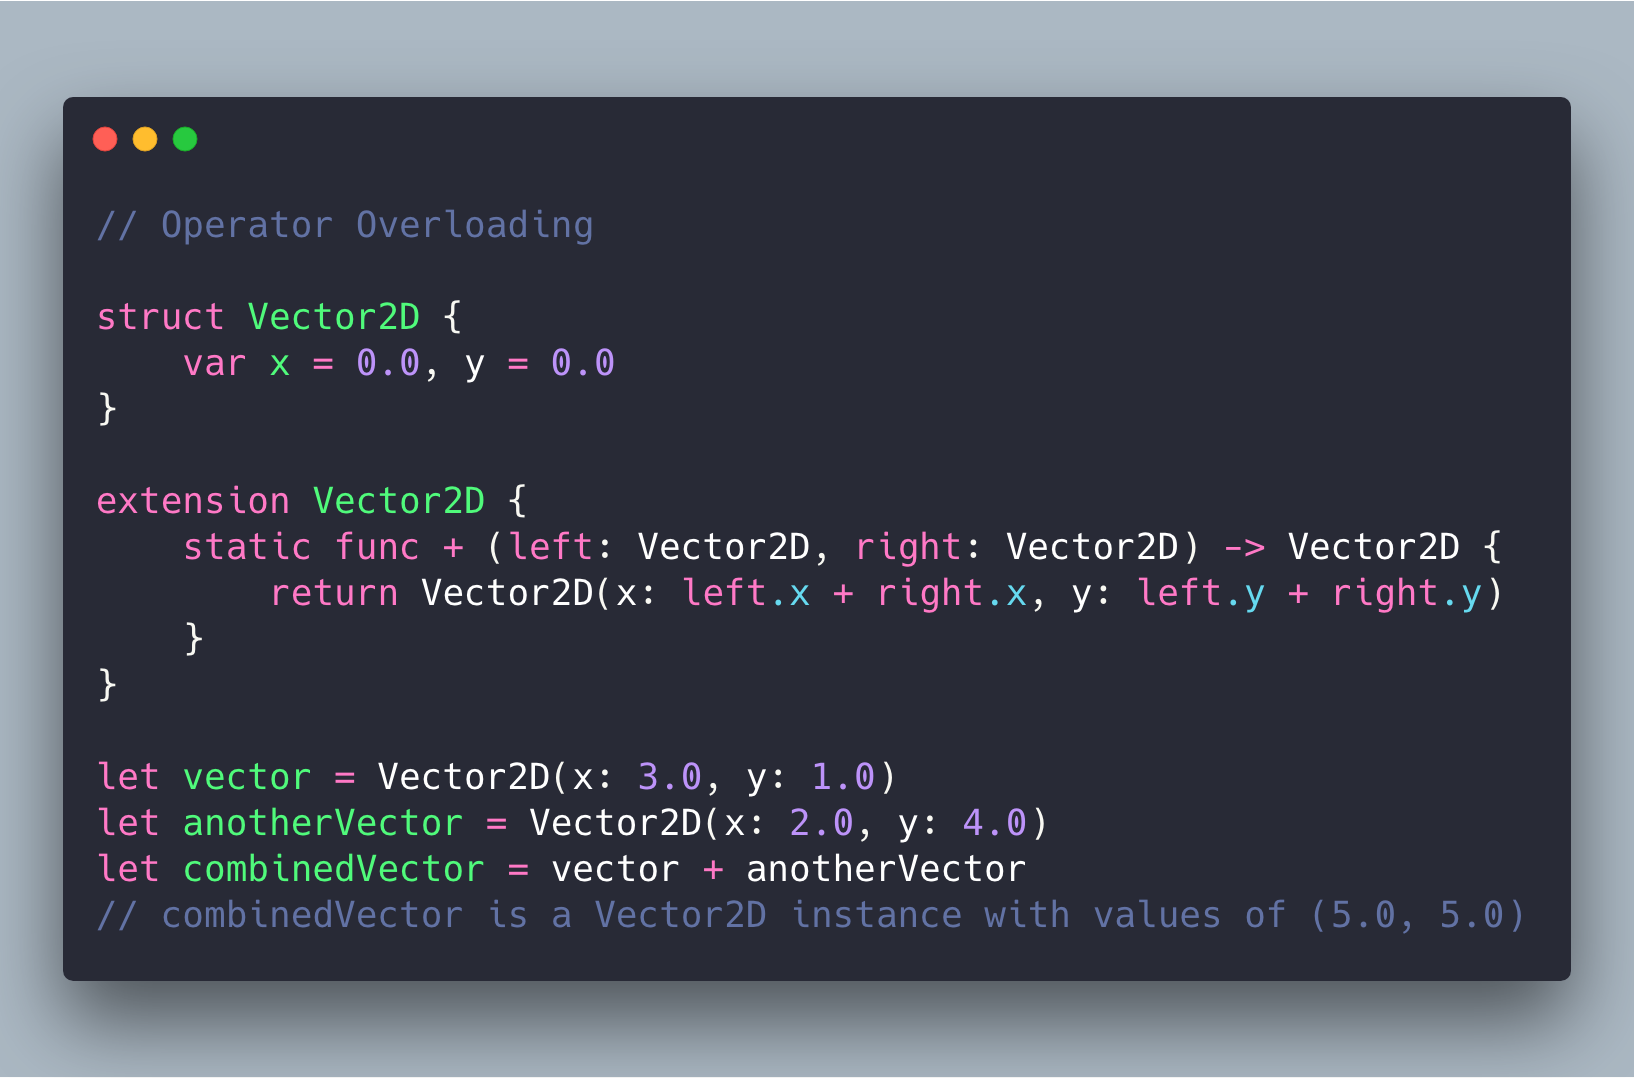 // Operator Overloading

struct Vector2D {
    var x = 0.0, y = 0.0
}

extension Vector2D {
    static func + (left: Vector2D, right: Vector2D) -> Vector2D {
        return Vector2D(x: left.x + right.x, y: left.y + right.y)
    }
}

let vector = Vector2D(x: 3.0, y: 1.0)
let anotherVector = Vector2D(x: 2.0, y: 4.0)
let combinedVector = vector + anotherVector
// combinedVector is a Vector2D instance with values of (5.0, 5.0)